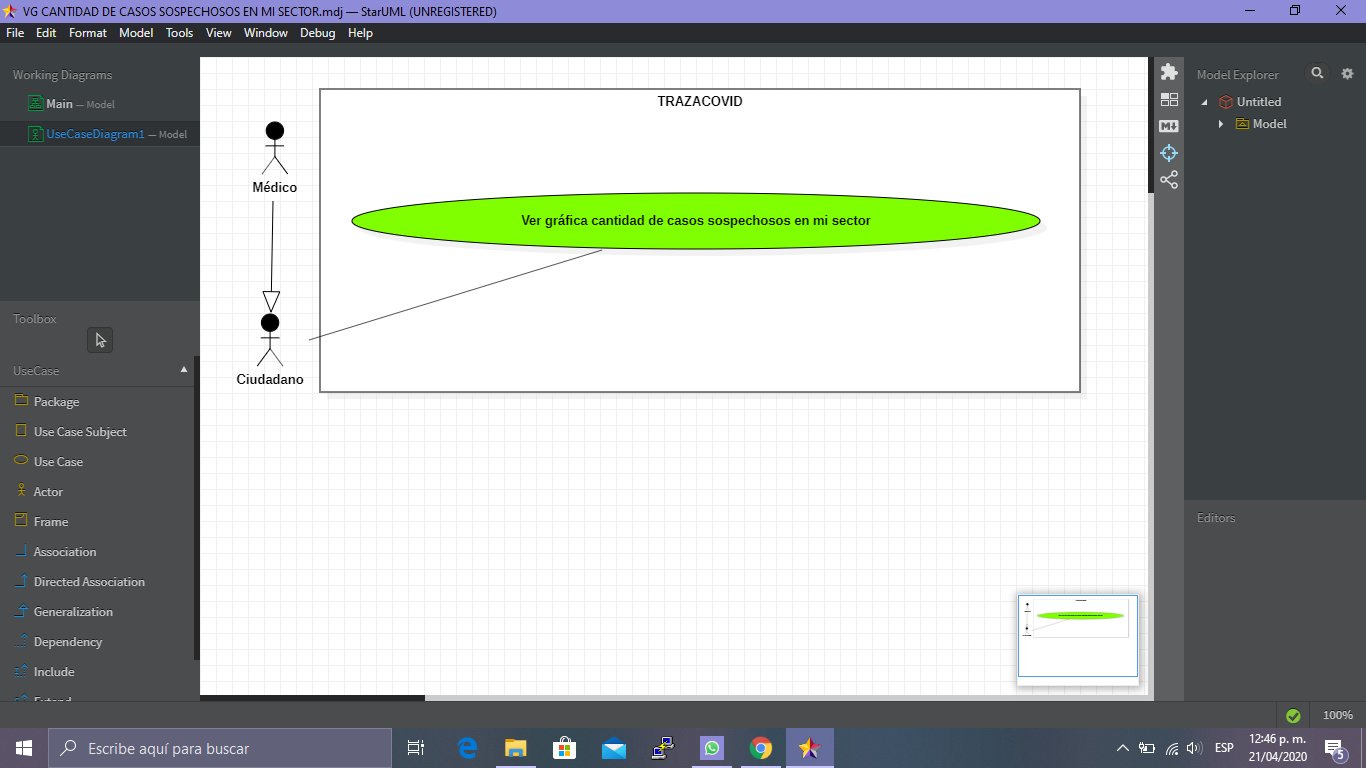 VG CANTIDAD DE CASOS SOSPECHOSOS EN MI SECTOR.mdj — StarUML (UNREGISTERED)
File Edit Format Model Tools View Window Debug Help
Working Diagrams
Main — Model
UseCaseDiagram1 — Model
Toolbox
UseCase
Package
Use Case Subject
Use Case
Actor
Frame
Association
Directed Association
Generalization
Dependency
Include
Extend
TRAZACOVID
Médico
Ver gráfica cantidad de casos sospechosos en mi sector
Ciudadano
M+
Model Explorer
Untitled
Model
Editors
100%
Escribe aquí para buscar
ESP
12:46 p. m.
21/04/2020
5